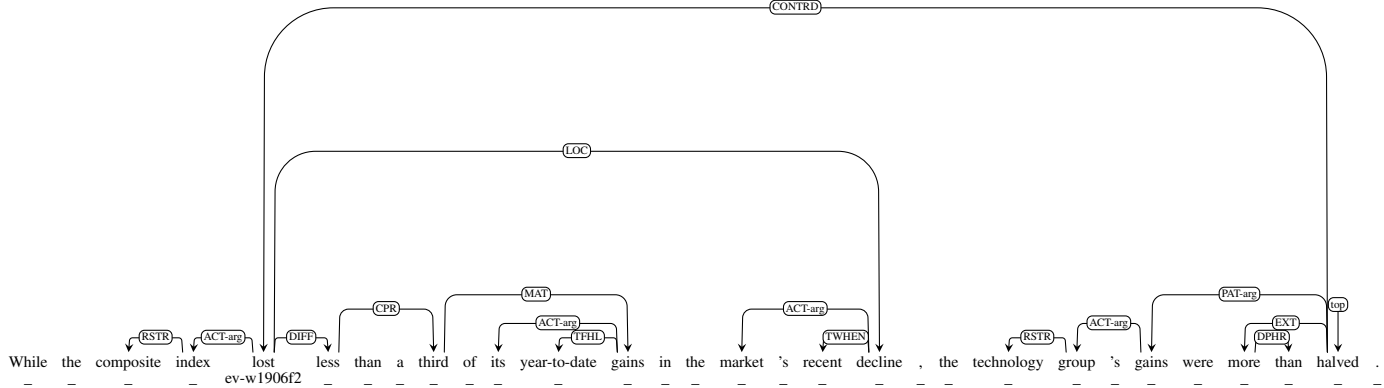 CONTRD
LOC
MAT PAT-arg
CPR ACT-arg top
ACT-arg ACT-arg EXT
RSTR ACT-arg DIFF TFHL TWHEN RSTR DPHR
While the composite index lost less than a third of its year-to-date gains in the market 's recent decline , the technology group 's gains were more than halved .
_ _ _ _ ev-w1906f2 _ _ _ _ _ _ _ _ _ _ _ _ _ _ _ _ _ _ _ _ _ _ _ _ _